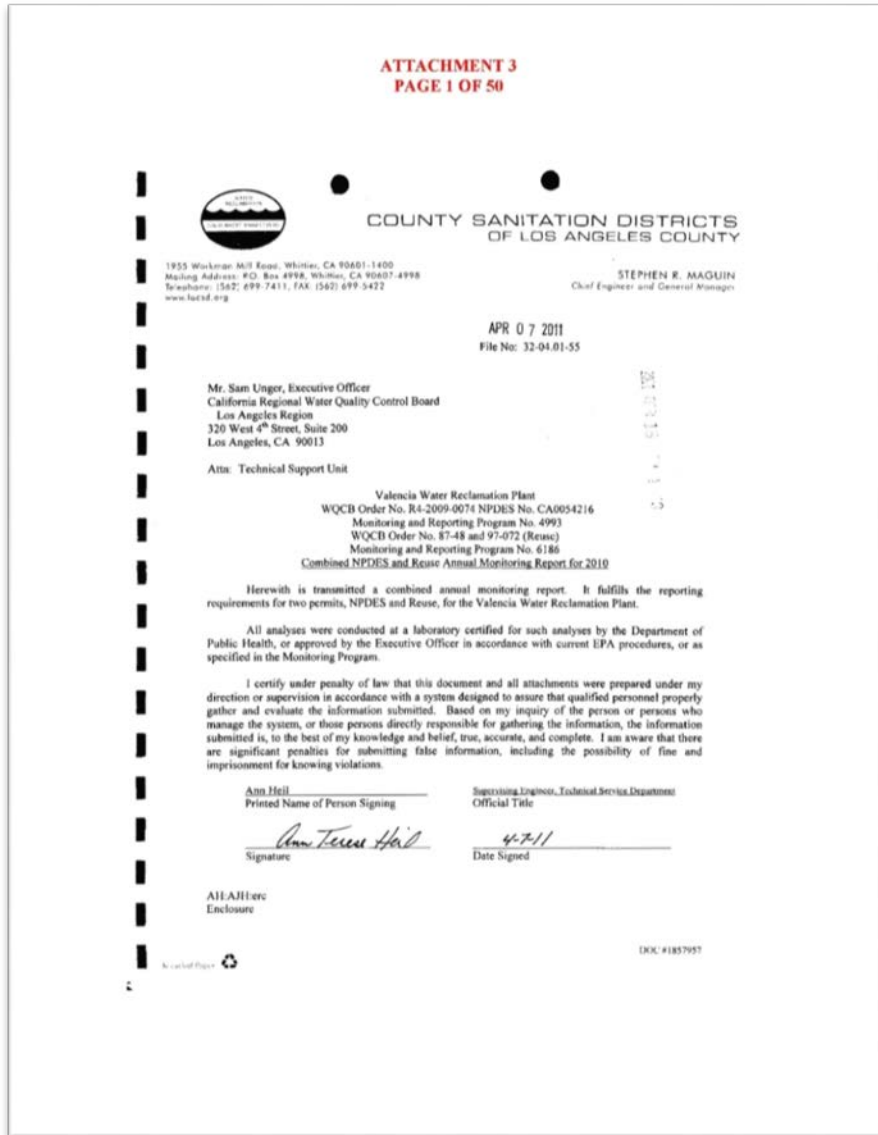 ATTACHMENT 3
PAGE 1 OF 50
COUNTY SANITATION DISTRICTS
OF LOS ANGELES COUNTY
1955 Workman Mill Road, Whittier, CA 90601-1400
Mailing Address: P.O. Box 4998, Whittier, CA 90607-4998
Telephone: (562) 699-7411, FAX: (562) 699-5422
www.lacsd.org
STEPHEN R. MAGUIN
Chief Engineer and General Manager
APR 07 2011
File No: 32-04.01-55
Mr. Sam Unger, Executive Officer
California Regional Water Quality Control Board
Los Angeles Region
320 West 4th Street, Suite 200
Los Angeles, CA 90013
Attn: Technical Support Unit
Valencia Water Reclamation Plant
WQCB Order No. R4-2009-0074 NPDES No. CA0054216
Monitoring and Reporting Program No. 4993
WQCB Order No. 87-48 and 97-072 (Reuse)
Monitoring and Reporting Program No. 6186
Combined NPDES and Reuse Annual Monitoring Report for 2010
Herewith is transmitted a combined annual monitoring report. It fulfills the reporting
requirements for two permits, NPDES and Reuse, for the Valencia Water Reclamation Plant.
All analyses were conducted at a laboratory certified for such analyses by the Department of
Public Health, or approved by the Executive Officer in accordance with current EPA procedures, or as
specified in the Monitoring Program.
I certify under penalty of law that this document and all attachments were prepared under my
direction or supervision in accordance with a system designed to assure that qualified personnel properly
gather and evaluate the information submitted. Based on my inquiry of the person or persons who
manage the system, or those persons directly responsible for gathering the information, the information
submitted is, to the best of my knowledge and belief, true, accurate, and complete. I am aware that there
are significant penalties for submitting false information, including the possibility of fine and
imprisonment for knowing violations.
Ann Heil
Supervising Engineer, Technical Service Department
Printed Name of Person Signing
Official Title
Ann Terese Heil
4-7-11
Signature
Date Signed
AH:AJH:erc
Enclosure
DOC #1857957
Recycled Paper